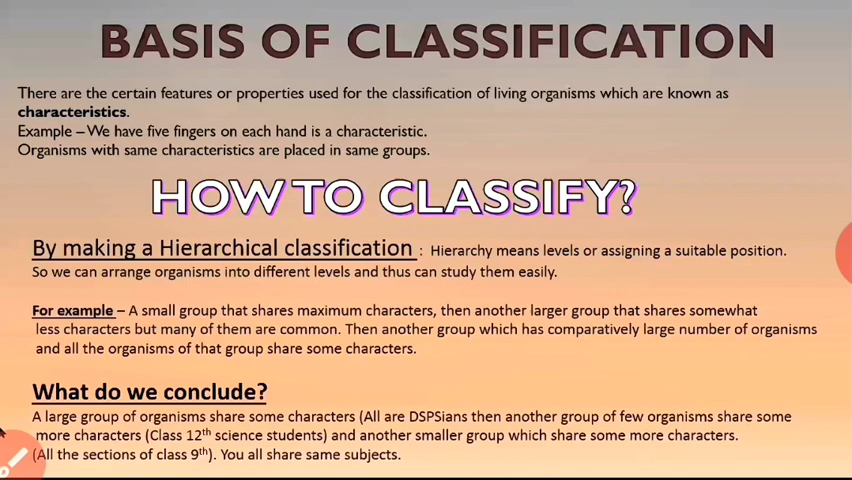 BASIS OF CLASSIFICATION
There are the certain features or properties used for the classification of living organisms which are known as
characteristics.
Example – We have five fingers on each hand is a characteristic.
Organisms with same characteristics are placed in same groups.
HOW TO CLASSIFY?
By making a Hierarchical classification : Hierarchy means levels or assigning a suitable position.
So we can arrange organisms into different levels and thus can study them easily.
For example – A small group that shares maximum characters, then another larger group that shares somewhat
less characters but many of them are common. Then another group which has comparatively large number of organisms
and all the organisms of that group share some characters.
What do we conclude?
A large group of organisms share some characters (All are DSPSians then another group of few organisms share some
more characters (Class 12th science students) and another smaller group which share some more characters.
(All the sections of class 9th). You all share same subjects.